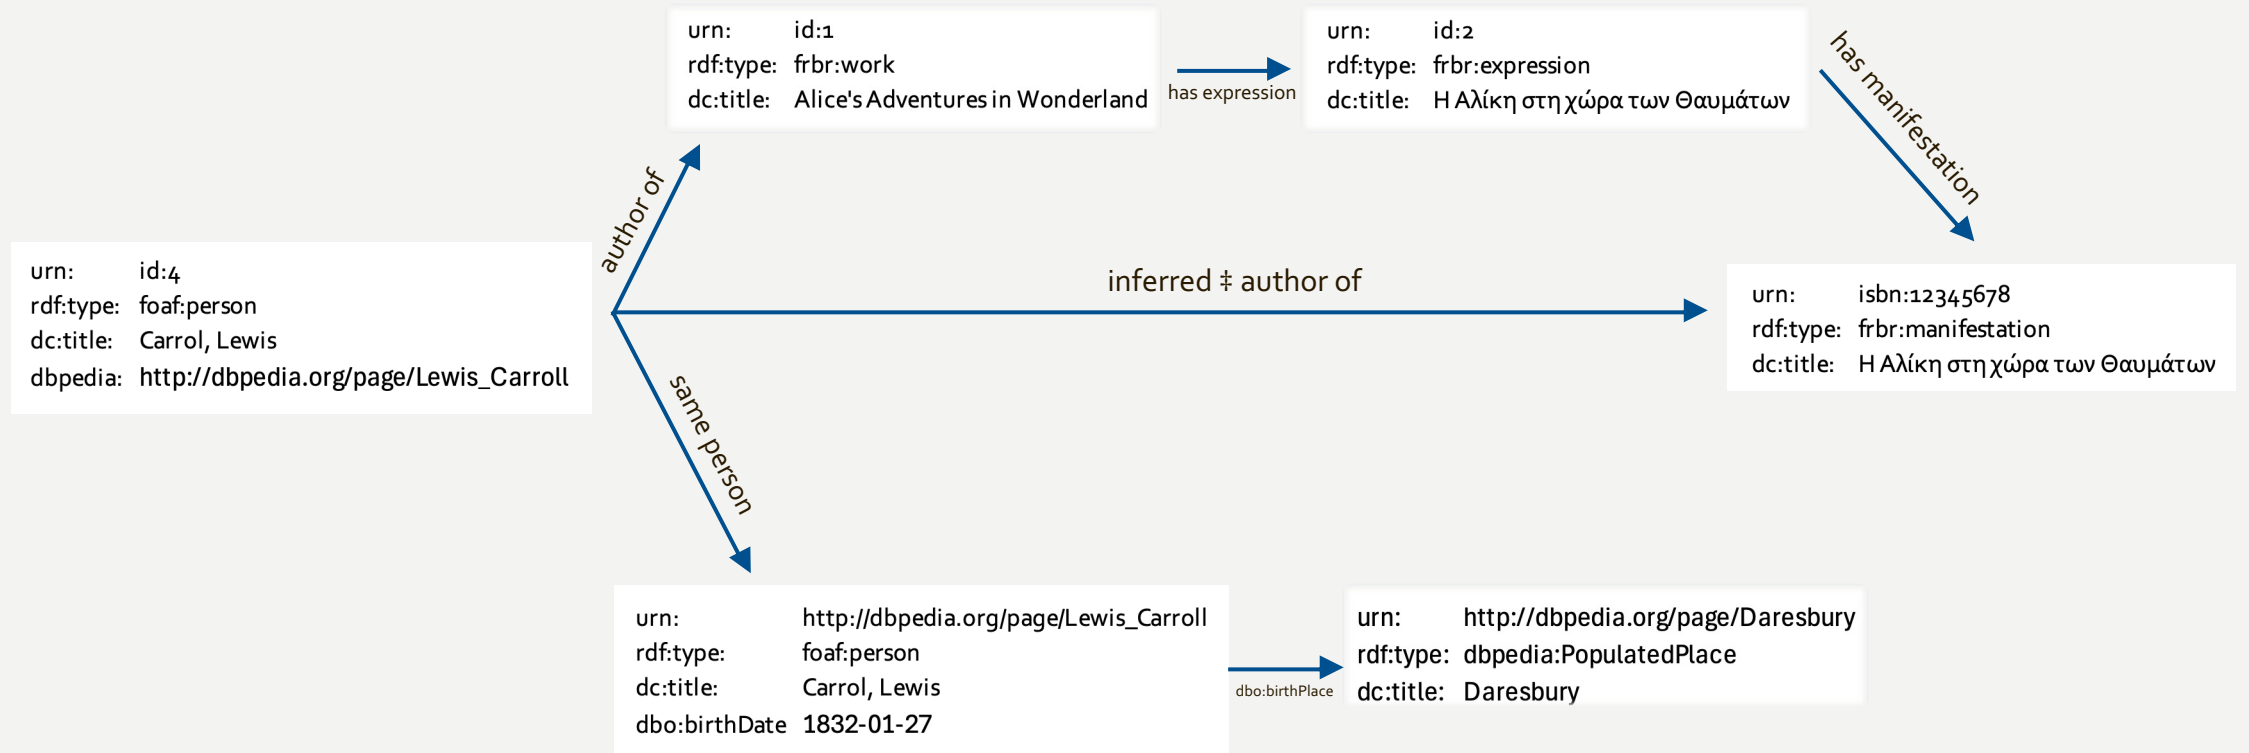 urn: id:1
rdf:type: frbr:work
dc:title: Alice's Adventures in Wonderland
has expression
urn: id:2
rdf:type: frbr:expression
dc:title: Η Αλίκη στη χώρα των Θαυμάτων
has manifestation
author of
urn: id:4
rdf:type: foaf:person
dc:title: Carrol, Lewis
dbpedia: http://dbpedia.org/page/Lewis_Carroll
inferred ‡ author of
urn: isbn:12345678
rdf:type: frbr:manifestation
dc:title: Η Αλίκη στη χώρα των Θαυμάτων
same person
urn: http://dbpedia.org/page/Lewis_Carroll
rdf:type: foaf:person
dc:title: Carrol, Lewis
dbo:birthDate 1832-01-27
dbo:birthPlace
urn: http://dbpedia.org/page/Daresbury
rdf:type: dbpedia:PopulatedPlace
dc:title: Daresbury